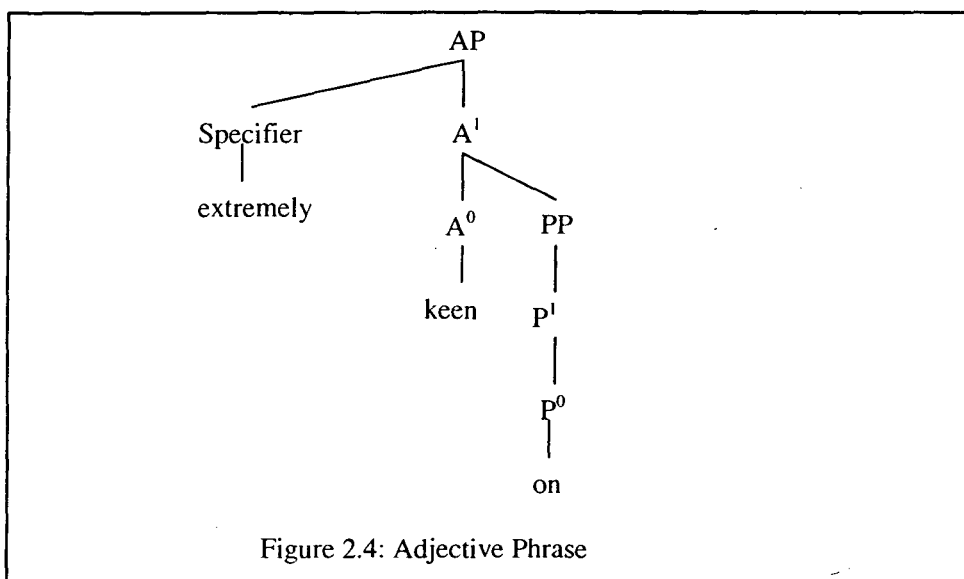 AP
Specifier A¹
extremely A⁰ PP
keen P¹
P⁰
on
Figure 2.4: Adjective Phrase